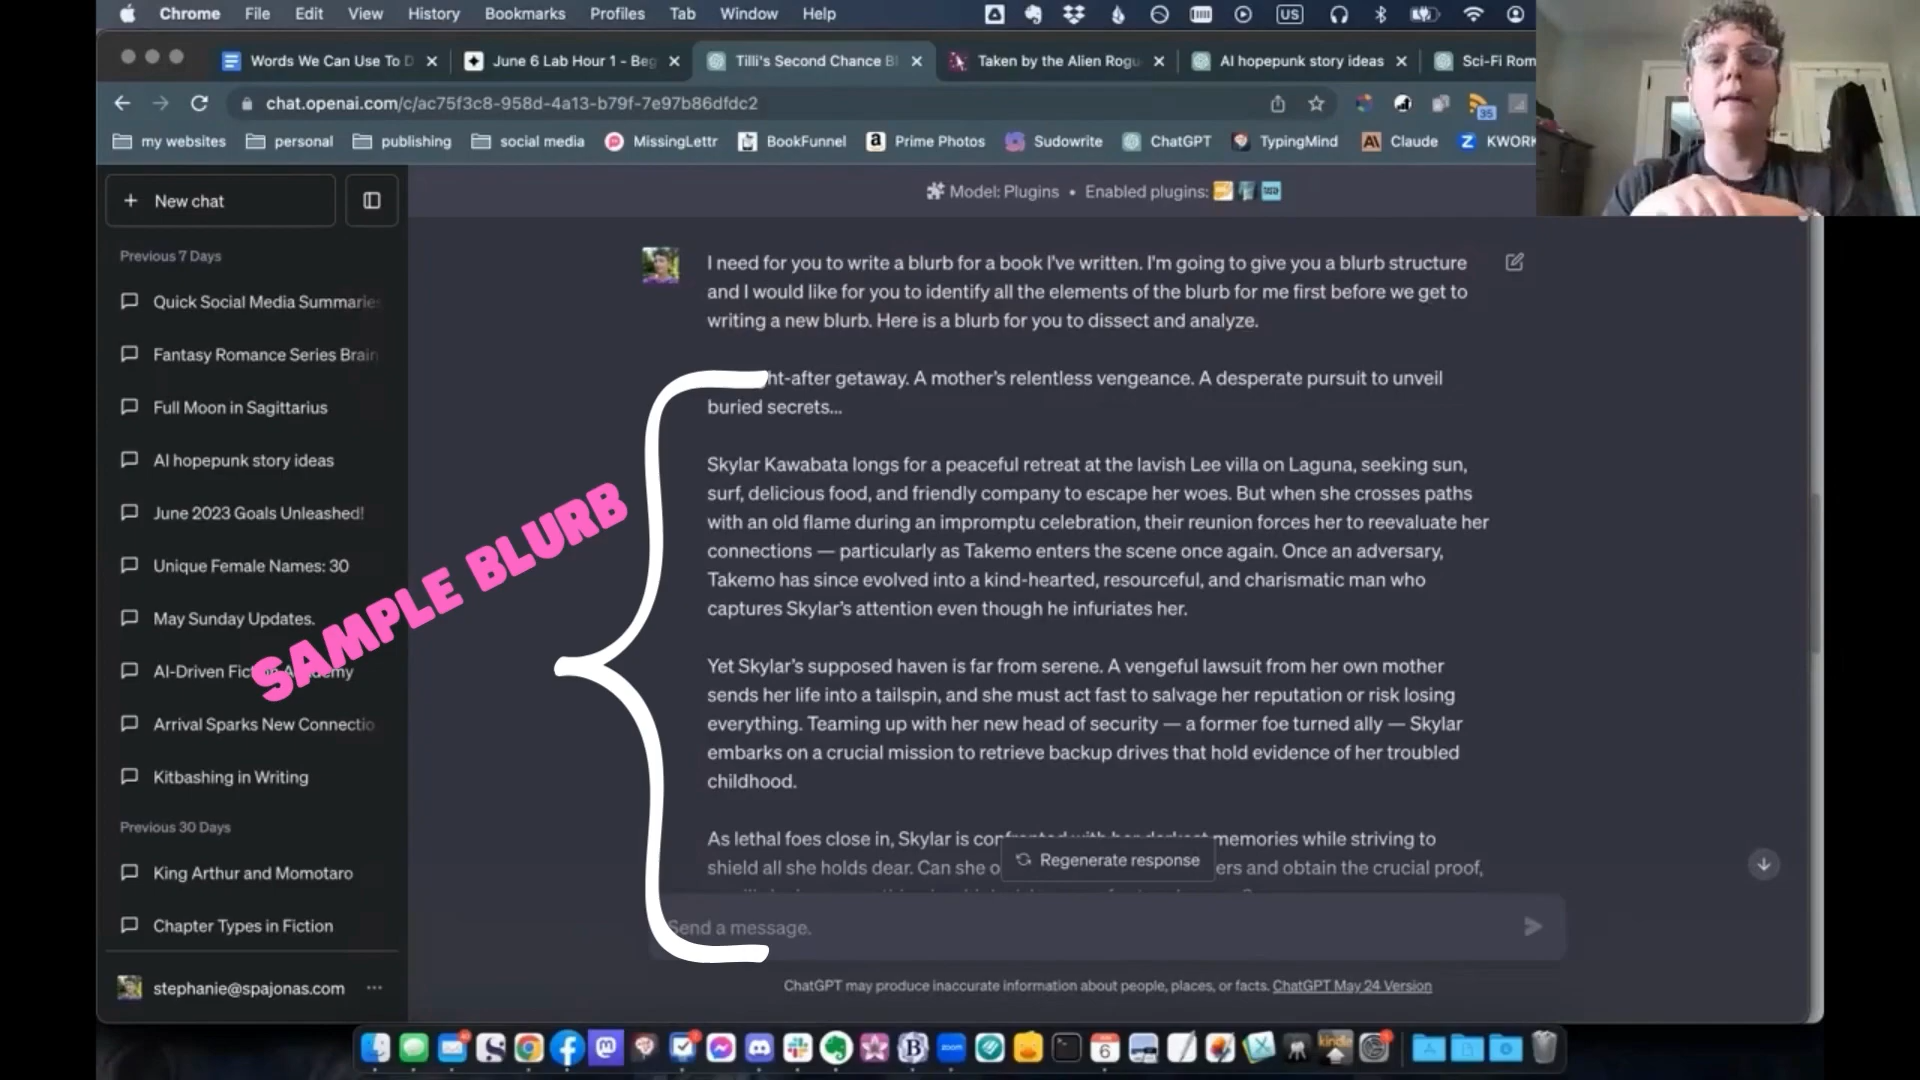 Chrome File Edit View History Bookmarks Profiles Tab Window Help US
Words We Can Use To D June 6 Lab Hour 1 - Beg Tilli's Second Chance Bl Taken by the Alien Rogu AI hopepunk story ideas Sci-Fi Rom
chat.openai.com/c/ac75f3c8-958d-4a13-b79f-7e97b86dfdc2 35
my websites personal publishing social media MissingLettr BookFunnel Prime Photos Sudowrite ChatGPT TypingMind Claude KWORK
New chat
Model: Plugins • Enabled plugins:
Previous 7 Days
Quick Social Media Summaries
Fantasy Romance Series Brain
Full Moon in Sagittarius
AI hopepunk story ideas
June 2023 Goals Unleashed!
Unique Female Names: 30
May Sunday Updates.
AI-Driven Fic
Arrival Sparks New Connectio
Kitbashing in Writing
Previous 30 Days
King Arthur and Momotaro
Chapter Types in Fiction
stephanie@spajonas.com ...
SAMPLE BLURB
I need for you to write a blurb for a book I've written. I'm going to give you a blurb structure
and I would like for you to identify all the elements of the blurb for me first before we get to
writing a new blurb. Here is a blurb for you to dissect and analyze.
ht-after getaway. A mother's relentless vengeance. A desperate pursuit to unveil
buried secrets...
Skylar Kawabata longs for a peaceful retreat at the lavish Lee villa on Laguna, seeking sun,
surf, delicious food, and friendly company to escape her woes. But when she crosses paths
with an old flame during an impromptu celebration, their reunion forces her to reevaluate her
connections — particularly as Takemo enters the scene once again. Once an adversary,
Takemo has since evolved into a kind-hearted, resourceful, and charismatic man who
captures Skylar's attention even though he infuriates her.
Yet Skylar's supposed haven is far from serene. A vengeful lawsuit from her own mother
sends her life into a tailspin, and she must act fast to salvage her reputation or risk losing
everything. Teaming up with her new head of security — a former foe turned ally — Skylar
embarks on a crucial mission to retrieve backup drives that hold evidence of her troubled
childhood.
As lethal foes close in, Skylar is confronted with her darkest memories while striving to
shield all she holds dear. Can she o ers and obtain the crucial proof,
Regenerate response
Send a message.
ChatGPT may produce inaccurate information about people, places, or facts. ChatGPT May 24 Version
zoom 6 kindle